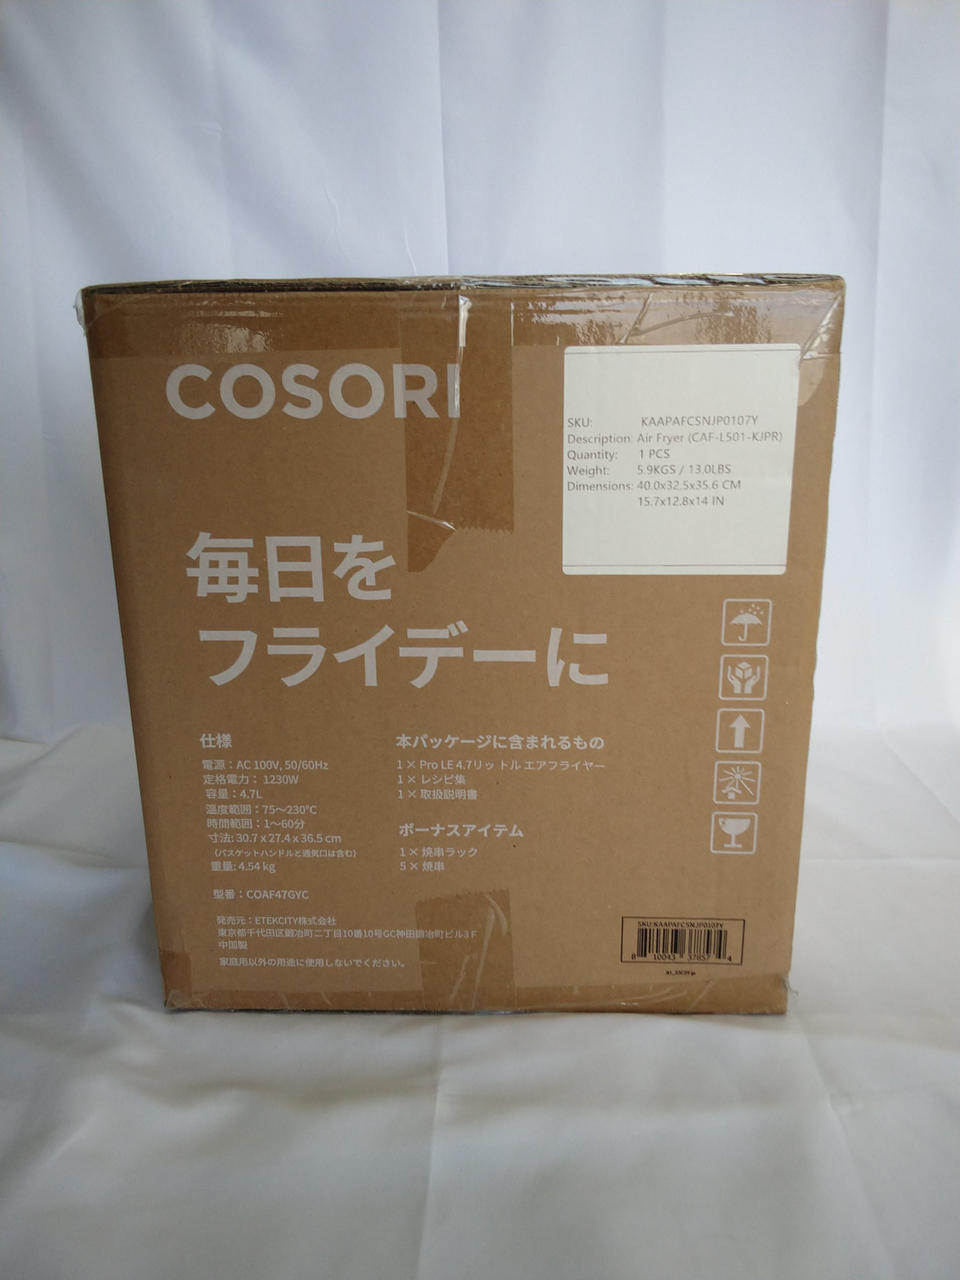 COSORI
SKU: KAAPAFCSNJP0107Y
Description: Air Fryer (CAF-L501-KJPR)
Quantity: 1 PCS
Weight: 5.9KGS / 13.0LBS
Dimensions: 40.0x32.5x35.6 CM
15.7x12.8x14 IN
毎日を
フライデーに
仕様
電源：AC 100V, 50/60Hz
定格電力： 1230W
容量：4.7L
温度範囲：75～230℃
時間範囲：1～60分
寸法: 30.7 x 27.4 x 36.5 cm
（バスケットハンドルと通気口は含む）
重量: 4.54 kg
型番：COAF47GYC
発売元：ETEKCITY株式会社
東京都千代田区鍛冶町二丁目10番10号GC神田鍛冶町ビル3F
中国製
家庭用以外の用途に使用しないでください。
本パッケージに含まれるもの
1 × Pro LE 4.7リットル エアフライヤー
1 × レシピ集
1 × 取扱説明書
ボーナスアイテム
1 × 焼串ラック
5 × 焼串
SKU:KAAPAFCSNJP0107Y
8 10043 37857 4